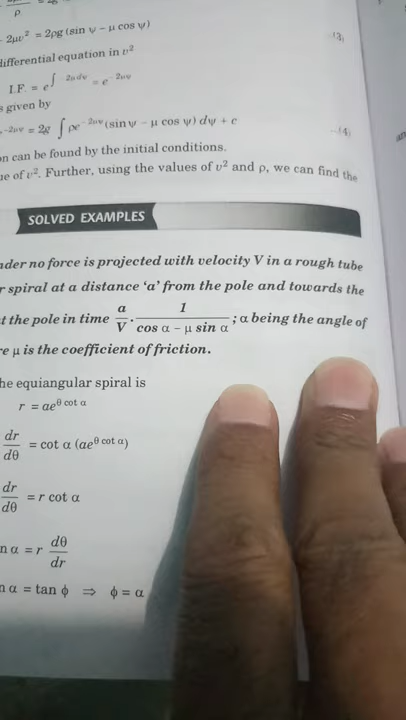 ρ
- 2μv² = 2ρg (sin ψ – μ cos ψ)
...(3)
differential equation in v²
I.F. = e^∫ 2μ dψ = e^- 2μψ
s given by
-2μψ = 2g ∫ ρe^- 2μψ (sin ψ – μ cos ψ) dψ + c
...(4)
on can be found by the initial conditions.
ue of v². Further, using the values of v² and ρ, we can find the
an
SOLVED EXAMPLES
nder no force is projected with velocity V in a rough tube
r spiral at a distance ‘a’ from the pole and towards the
t the pole in time a/V · 1/(cos α – μ sin α) ; α being the angle of
re μ is the coefficient of friction.
he equiangular spiral is
r = ae^θ cot α
dr/dθ = cot α (ae^θ cot α)
dr/dθ = r cot α
n α = r dθ/dr
n α = tan φ ⇒ φ = α